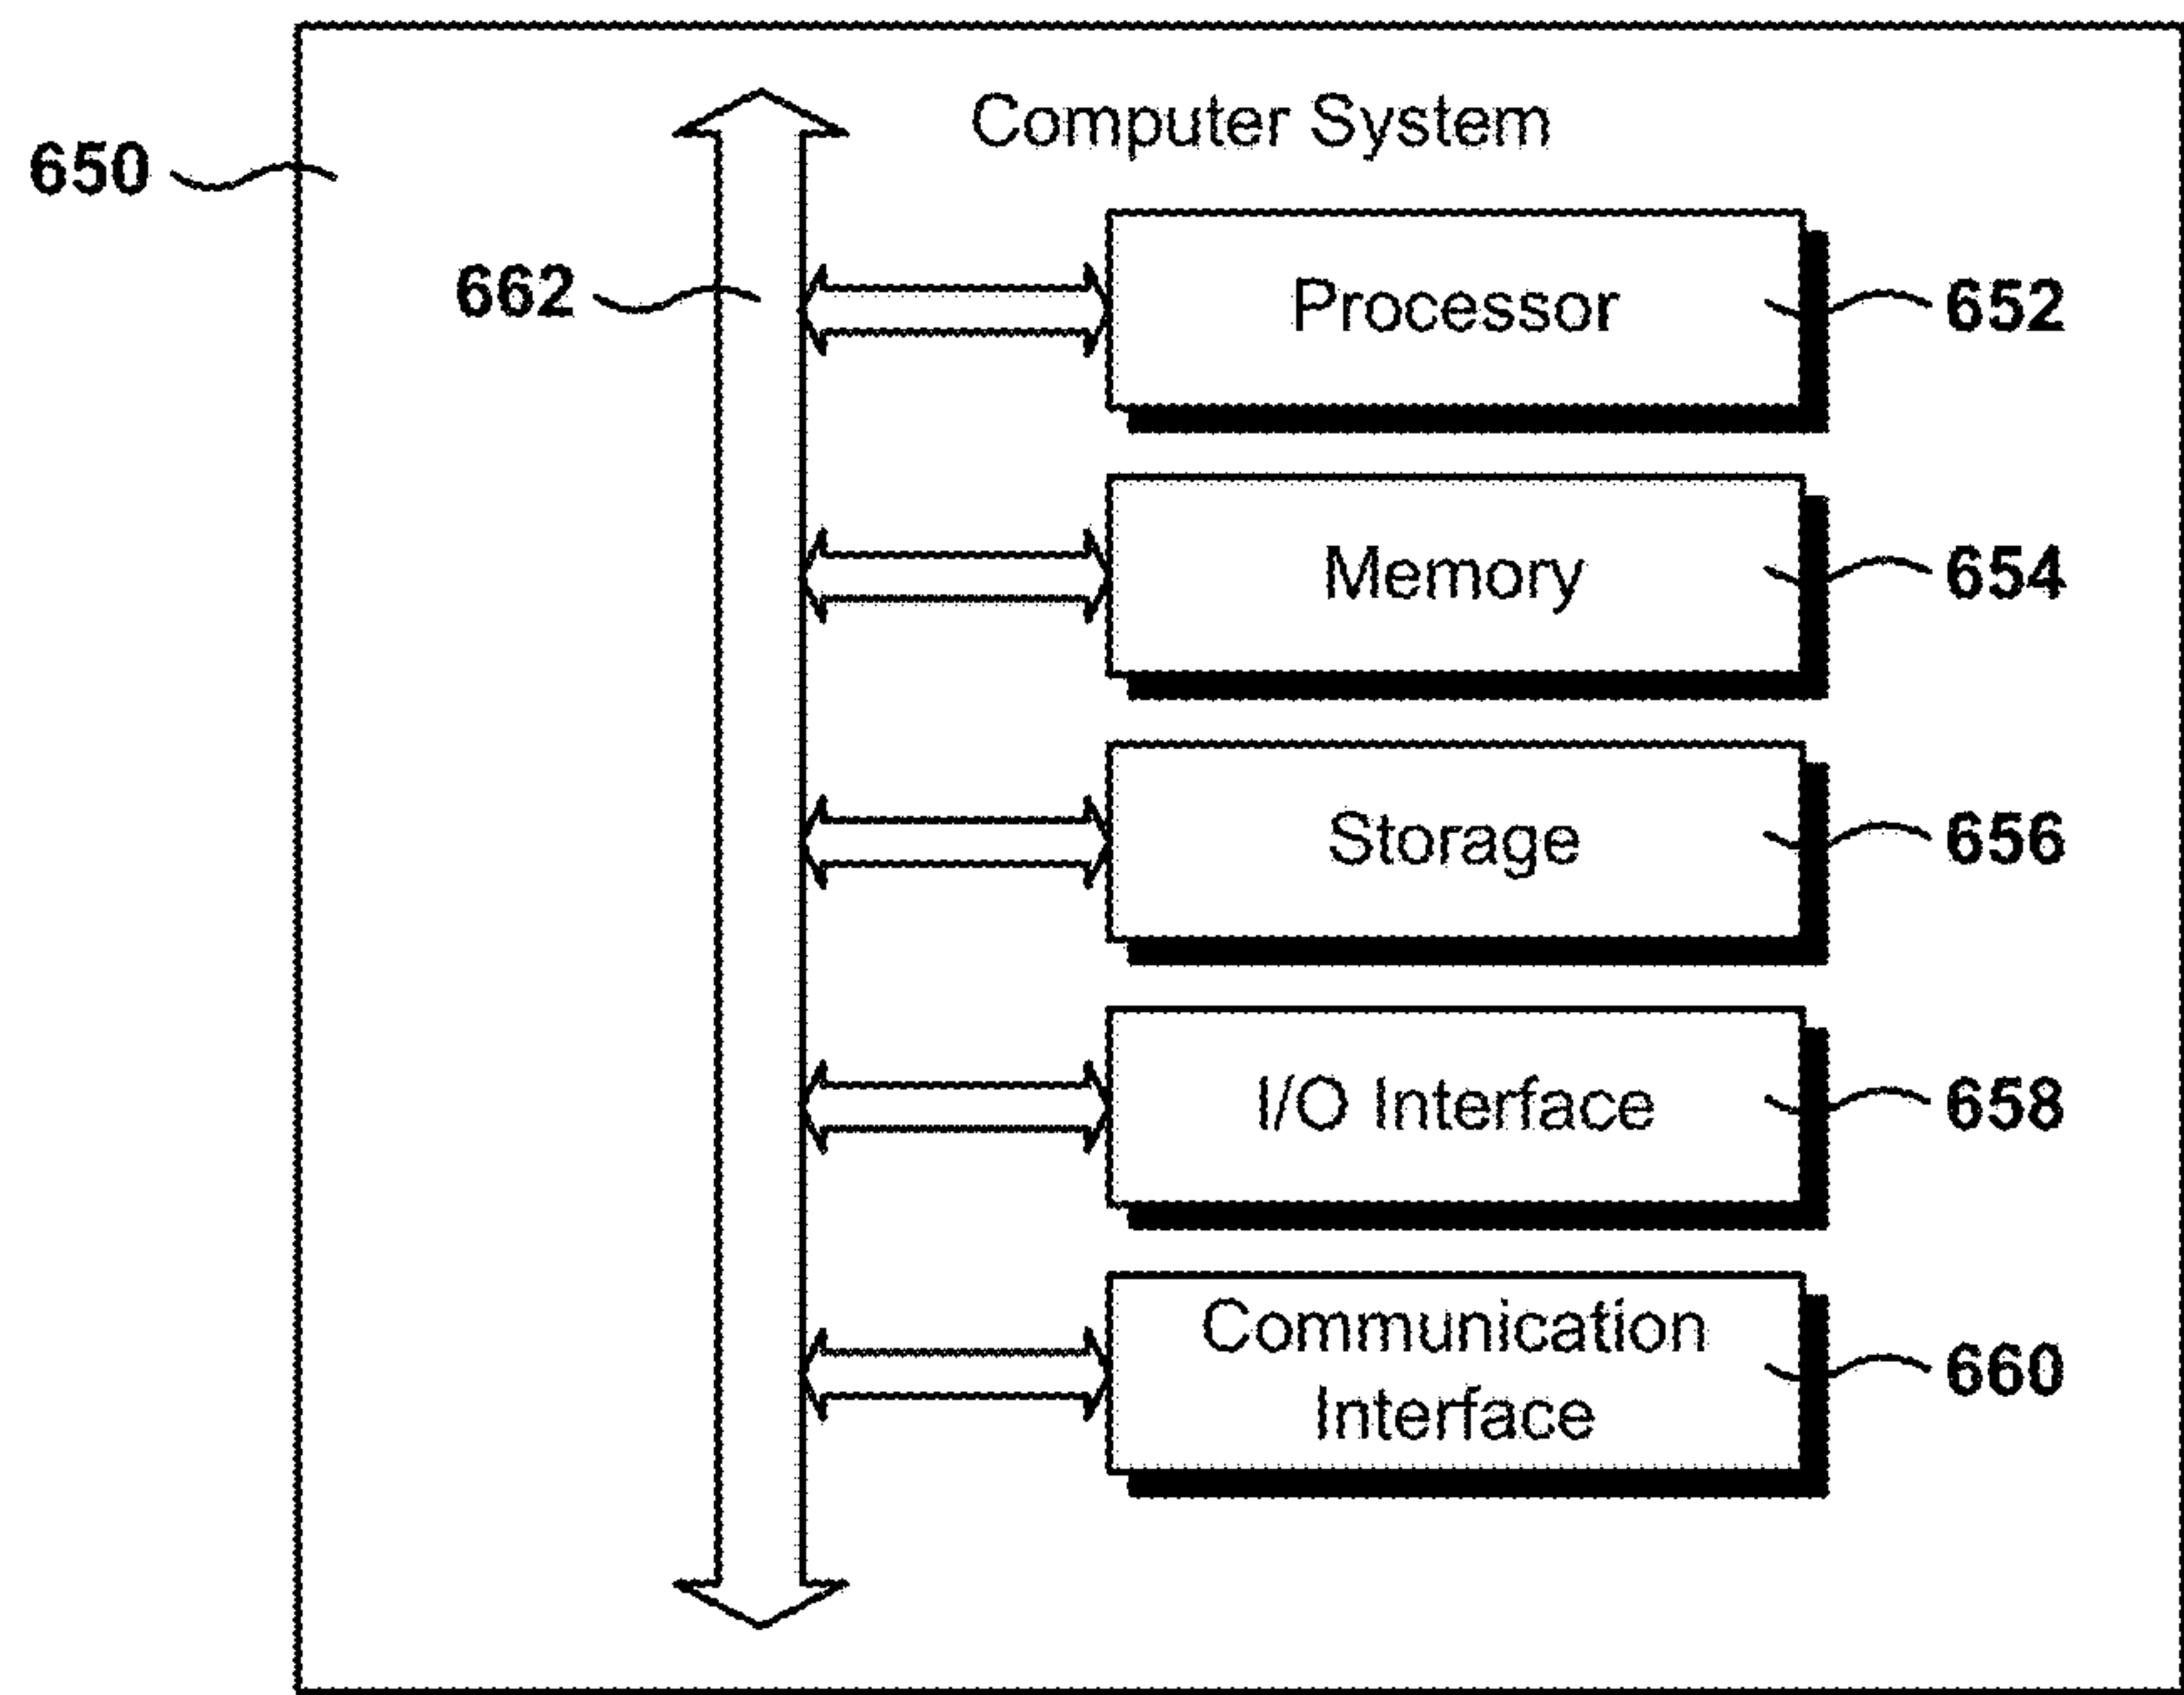 Computer System
650
662
Processor
652
Memory
654
Storage
656
I/O Interface
658
Communication
Interface
660